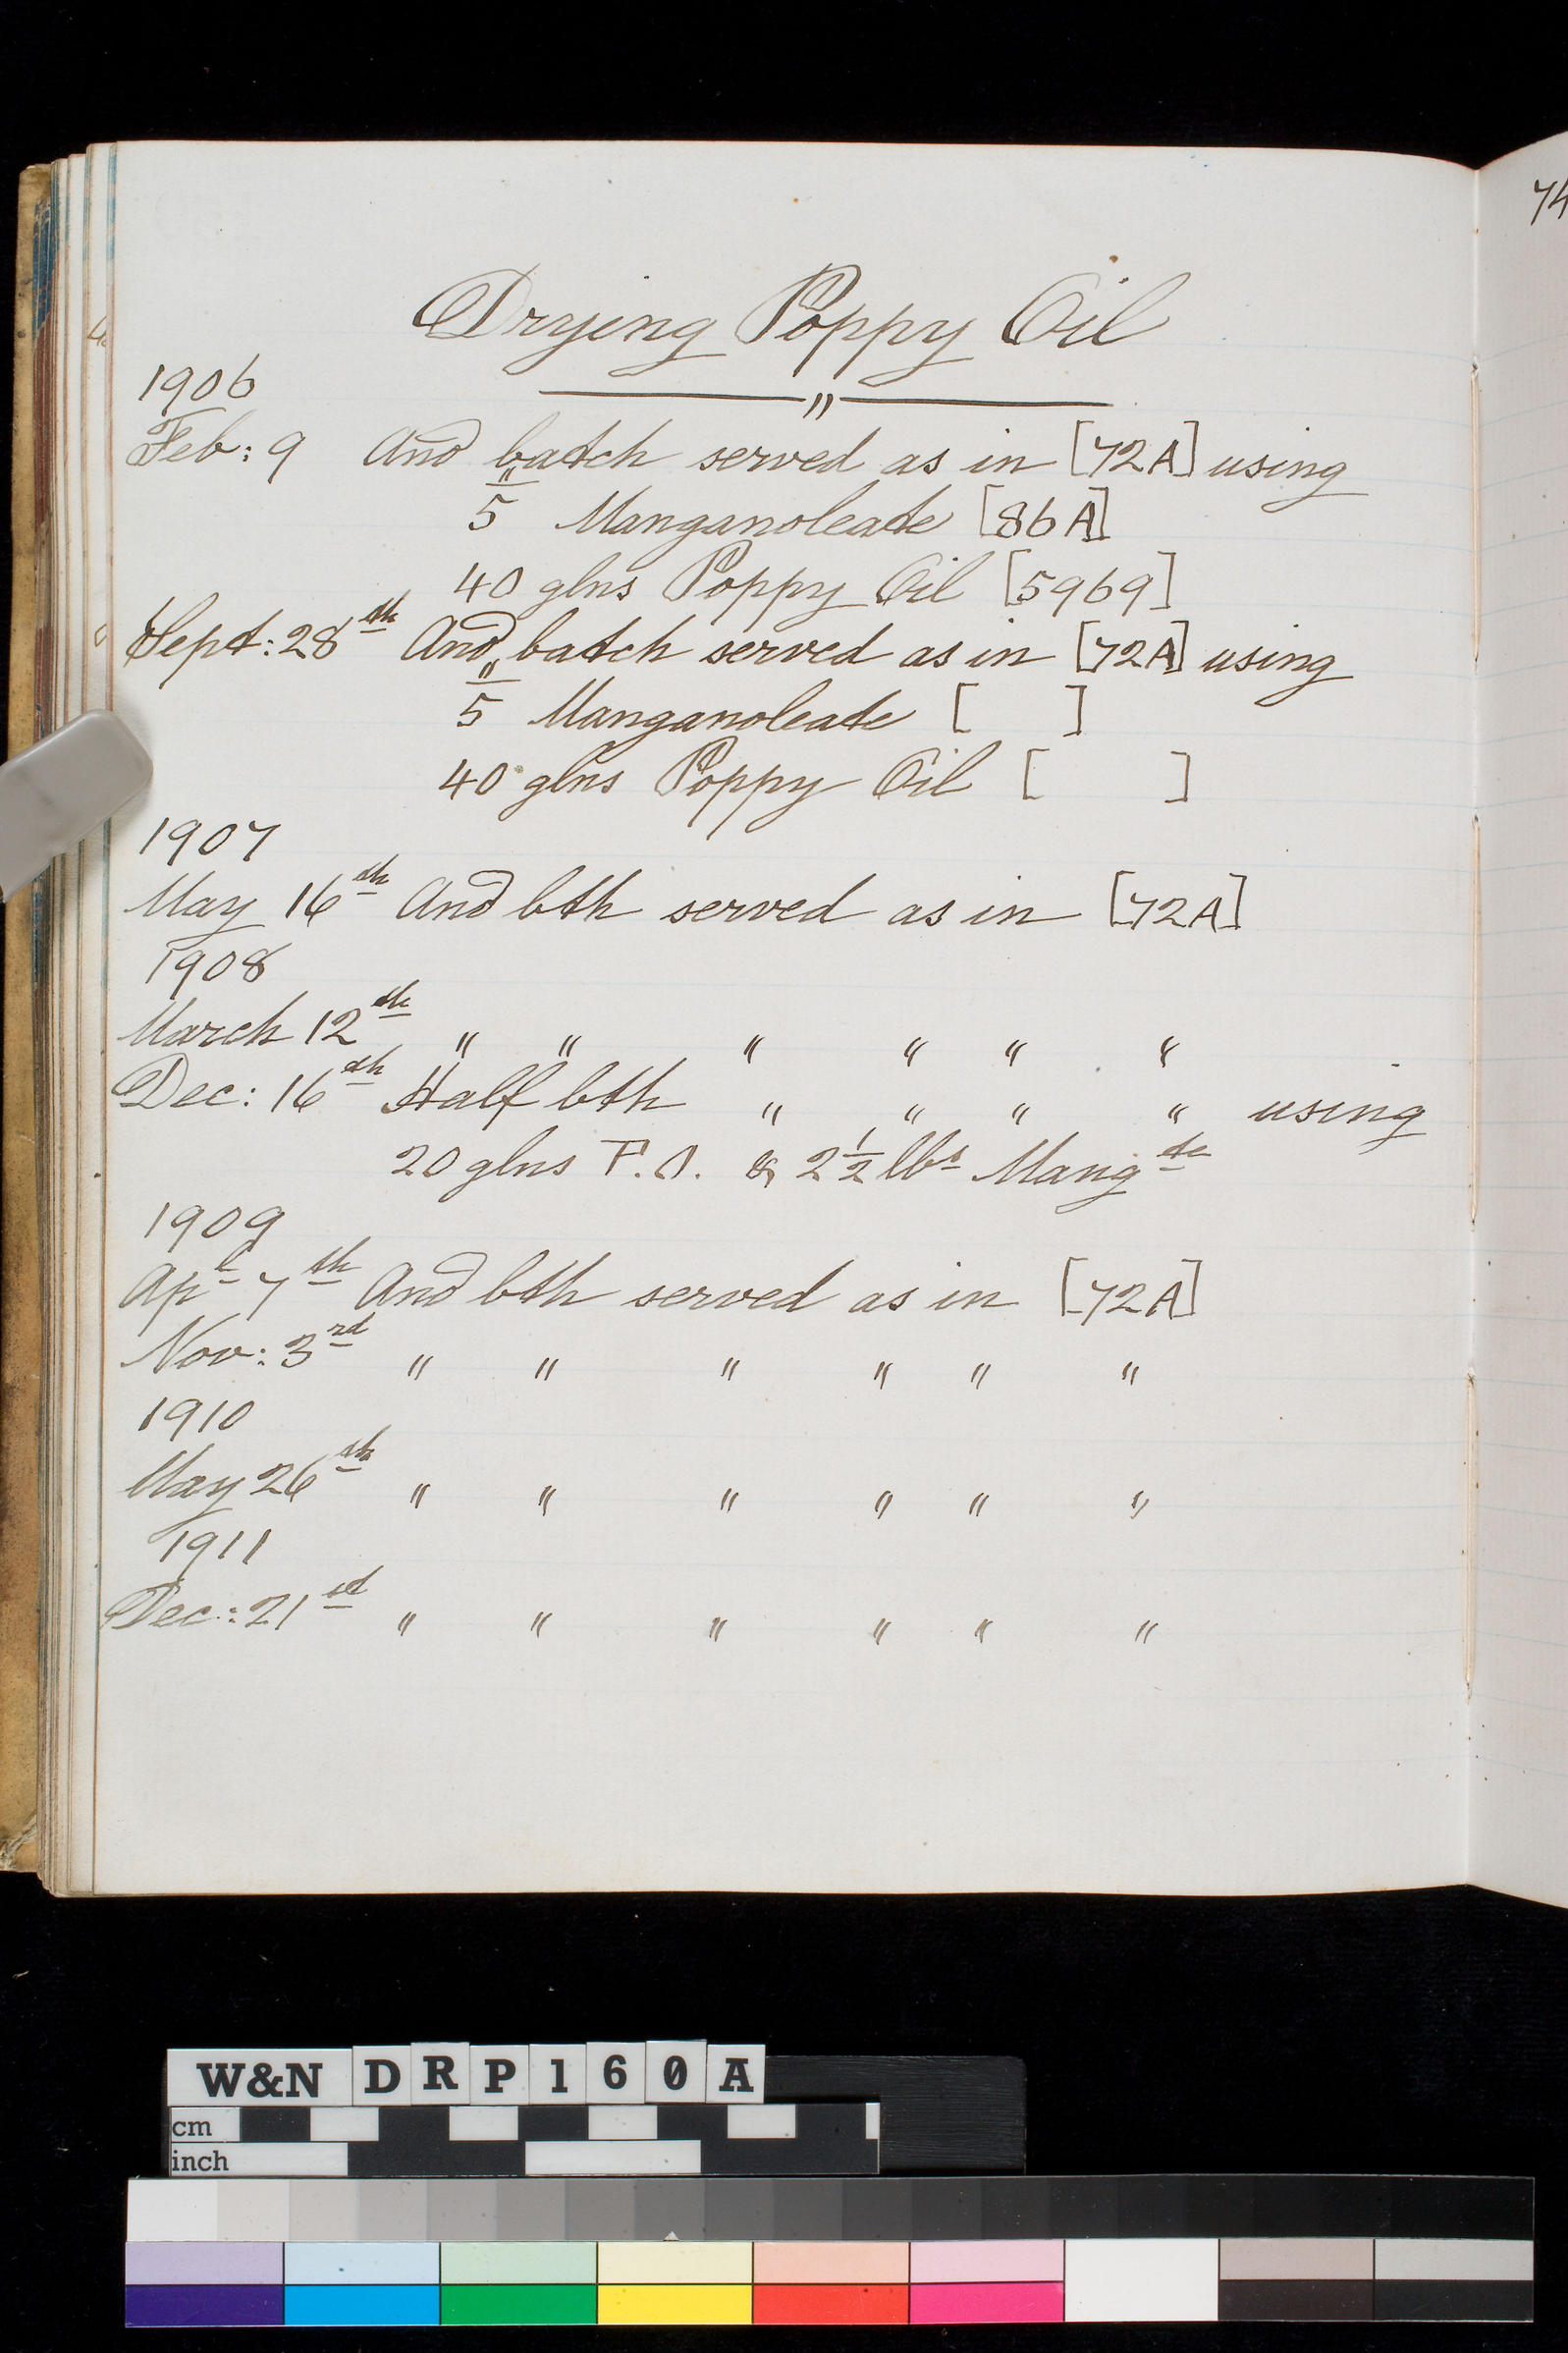 74
Drying Poppy Oil
1906
Feb: 9 And batch served as in [72A] using
5 Manganoleate [86A]
40 glns Poppy Oil [5969]
Sept: 28th And batch served as in [72A] using
5 Manganoleate [ ]
40 glns Poppy Oil [ ]
1907
May 16th And bth served as in [72A]
1908
March 12th " " " " " "
Dec: 16th Half bth " " " " using
20 glns P.O. & 2 1/2 lbs Mangte
1909
Apl 7th And bth served as in [72A]
Nov: 3rd " " " " " "
1910
May 26th " " " " " "
1911
Dec: 21st " " " " " "
W&N DRP160A
cm
inch